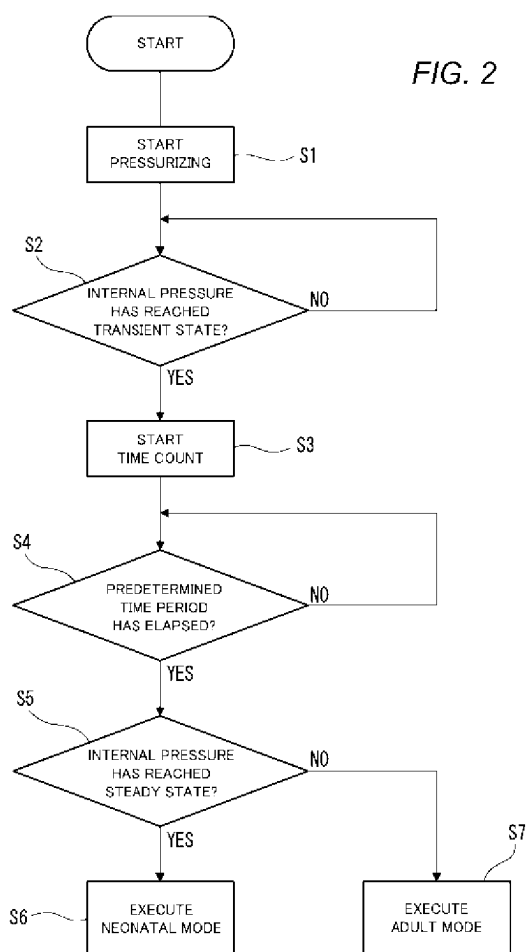 START
FIG. 2
START
PRESSURIZING
S1
S2
INTERNAL PRESSURE
HAS REACHED
TRANSIENT STATE?
NO
YES
START
TIME COUNT
S3
S4
PREDETERMINED
TIME PERIOD
HAS ELAPSED?
NO
YES
S5
INTERNAL PRESSURE
HAS REACHED
STEADY STATE?
NO
YES
S6
EXECUTE
NEONATAL MODE
S7
EXECUTE
ADULT MODE